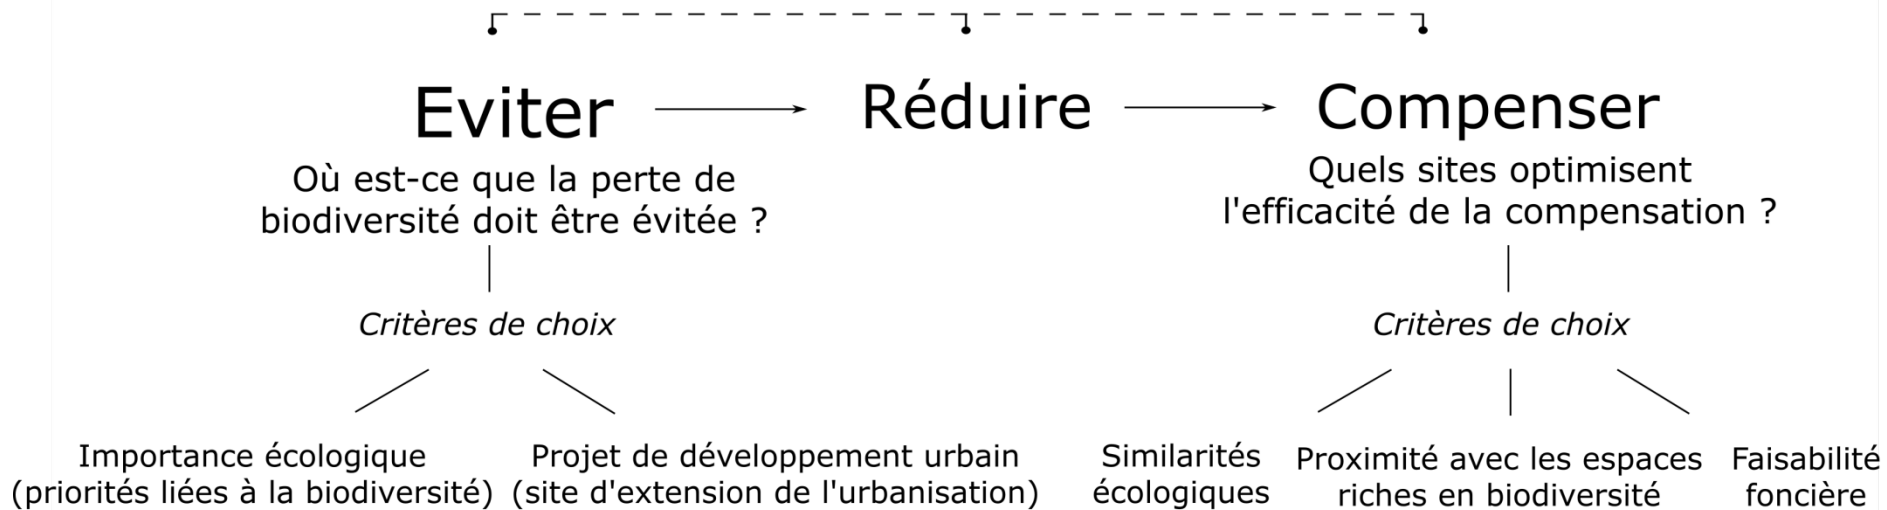 Eviter
Réduire
Compenser
Où est-ce que la perte de
biodiversité doit être évitée ?
Quels sites optimisent
l'efficacité de la compensation ?
Critères de choix
Critères de choix
Importance écologique
(priorités liées à la biodiversité)
Projet de développement urbain
(site d'extension de l'urbanisation)
Similarités
écologiques
Proximité avec les espaces
riches en biodiversité
Faisabilité
foncière